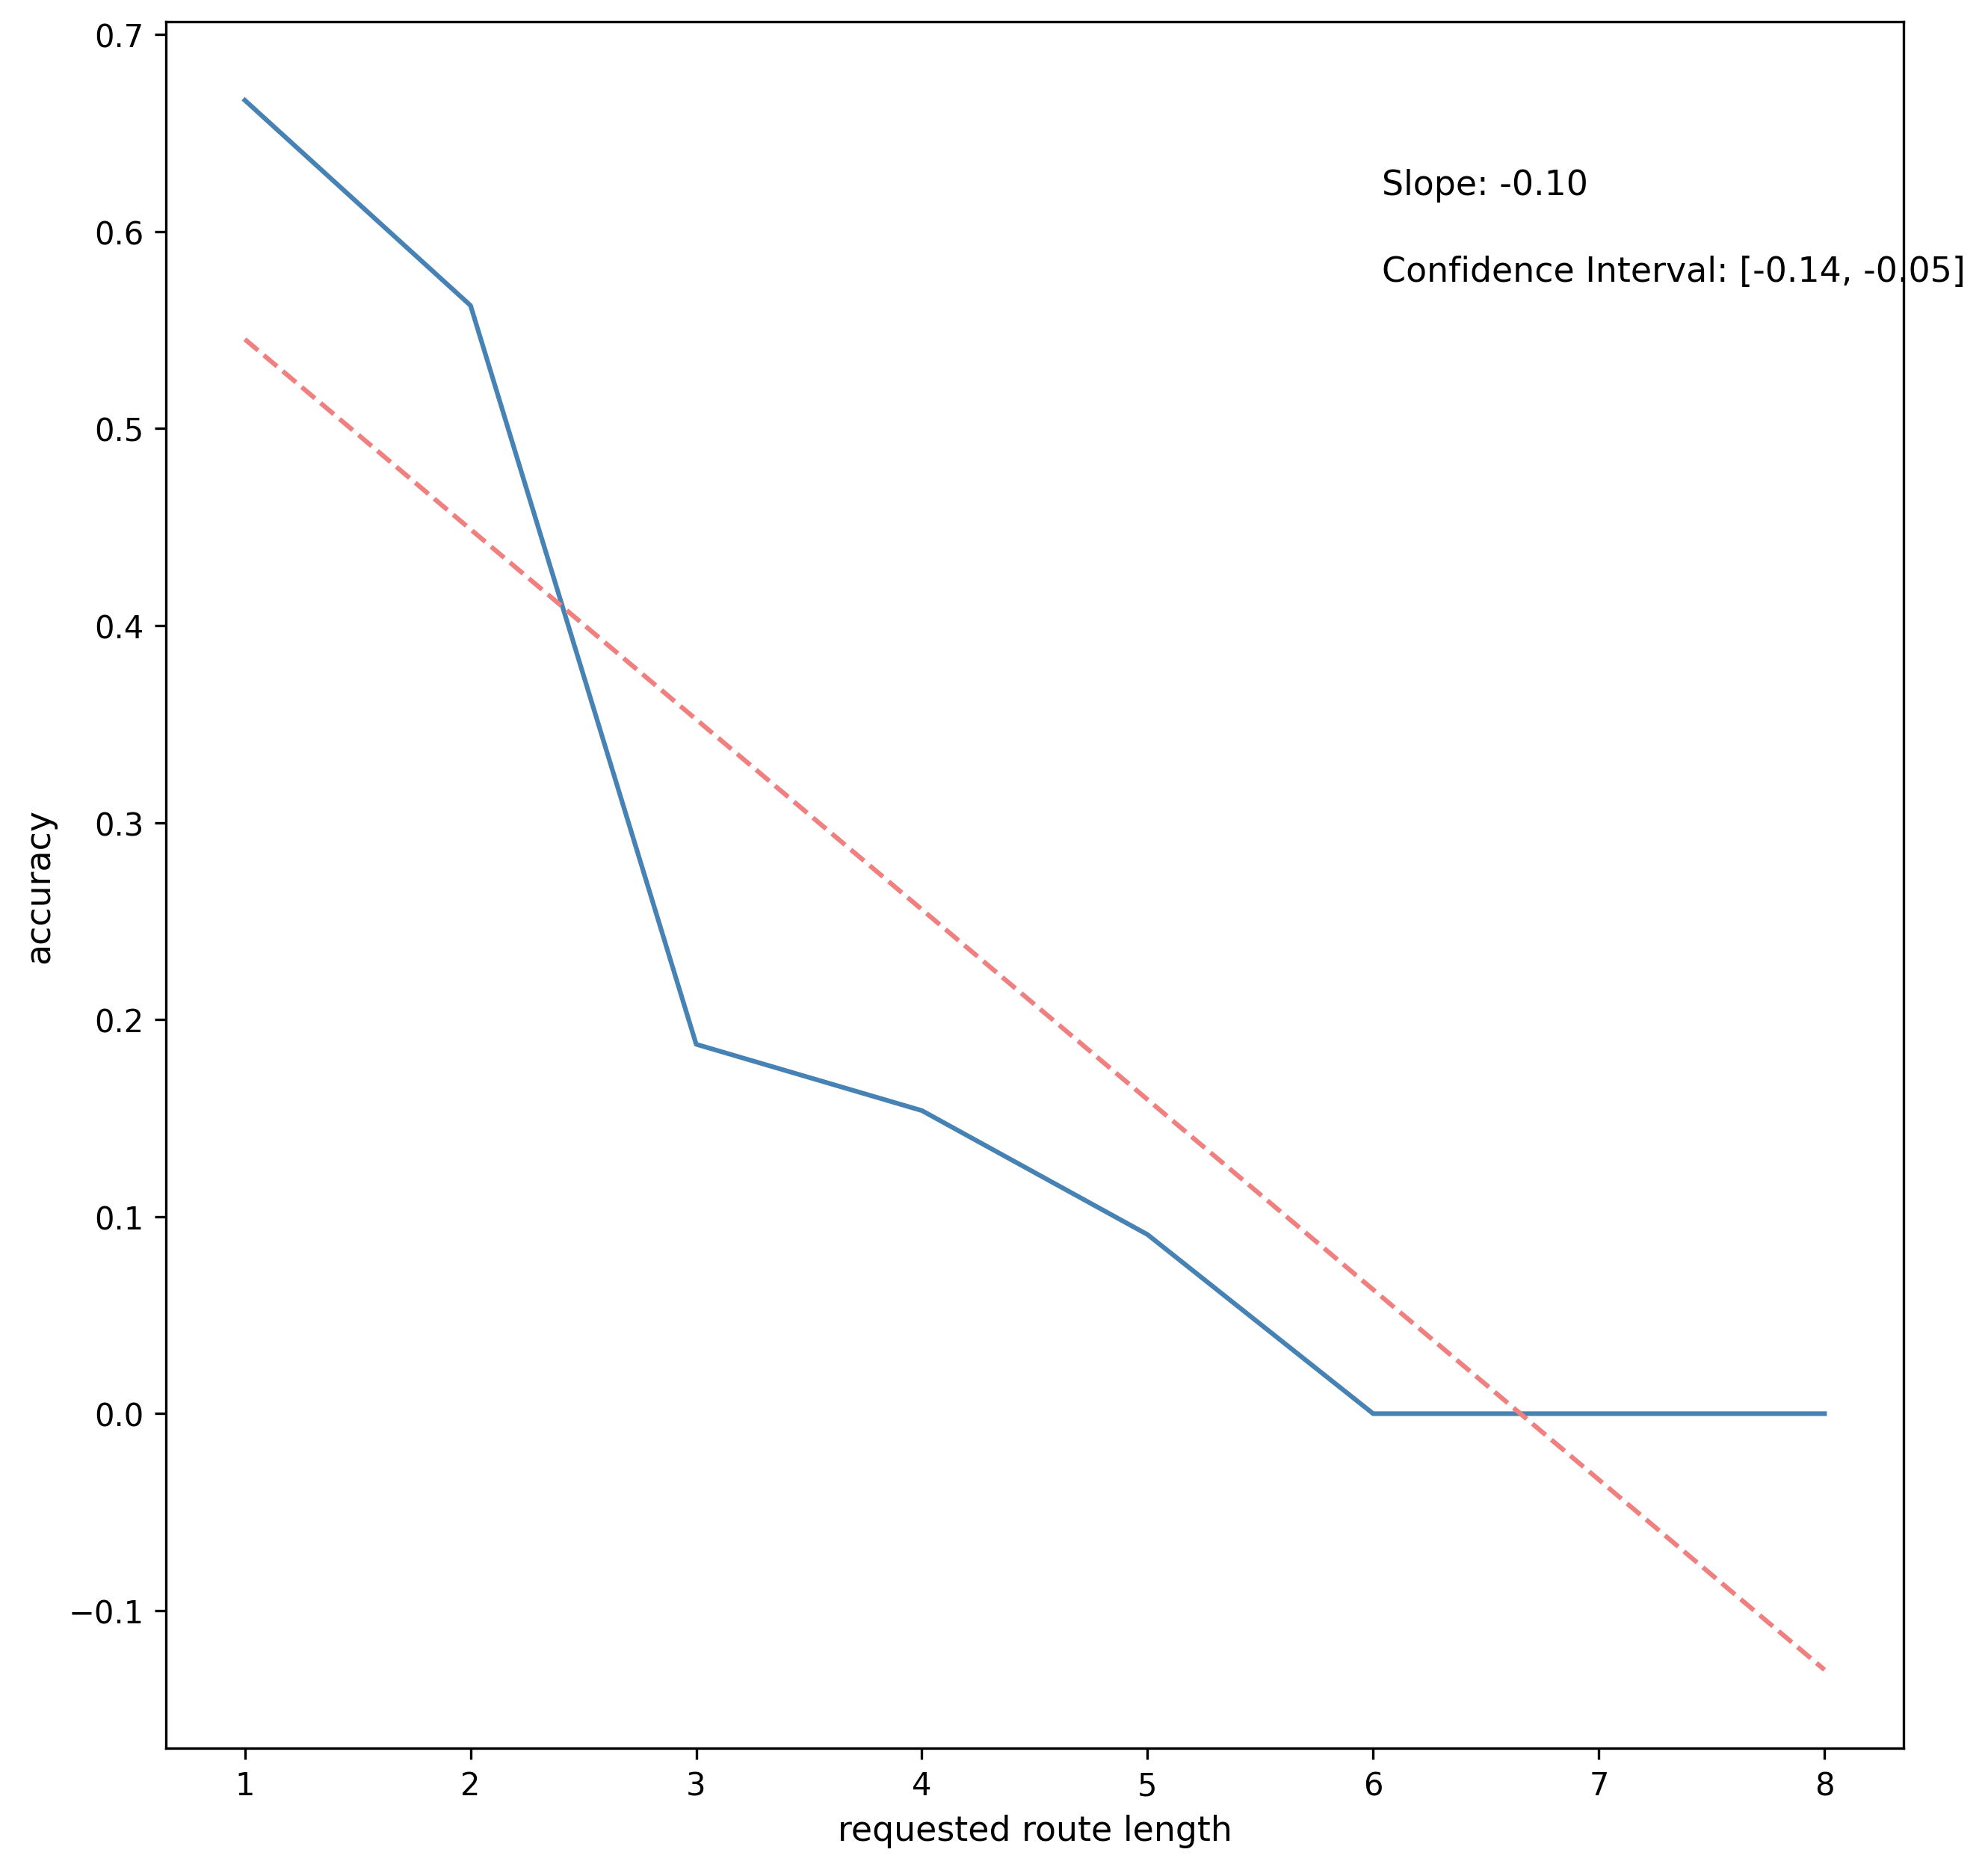 0.7
0.6
0.5
0.4
0.3
0.2
0.1
0.0
−0.1
accuracy
Slope: -0.10
Confidence Interval: [-0.14, -0.05]
1 2 3 4 5 6 7 8
requested route length